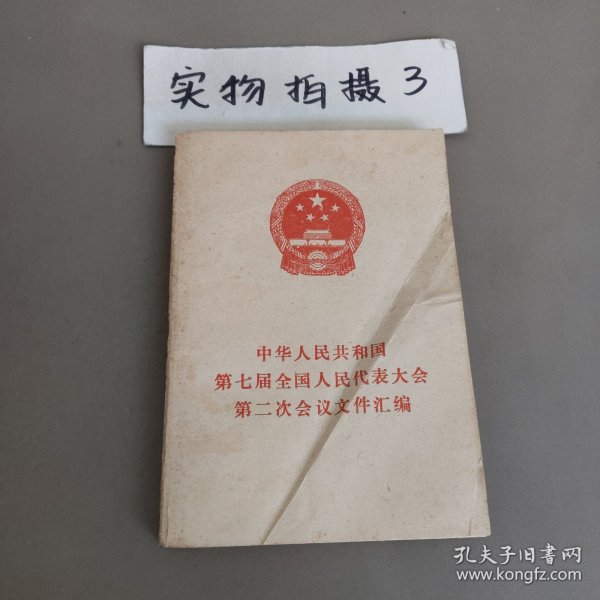 实物拍摄3
中华人民共和国
第七届全国人民代表大会
第二次会议文件汇编
孔夫子旧書网
www.kongfz.com